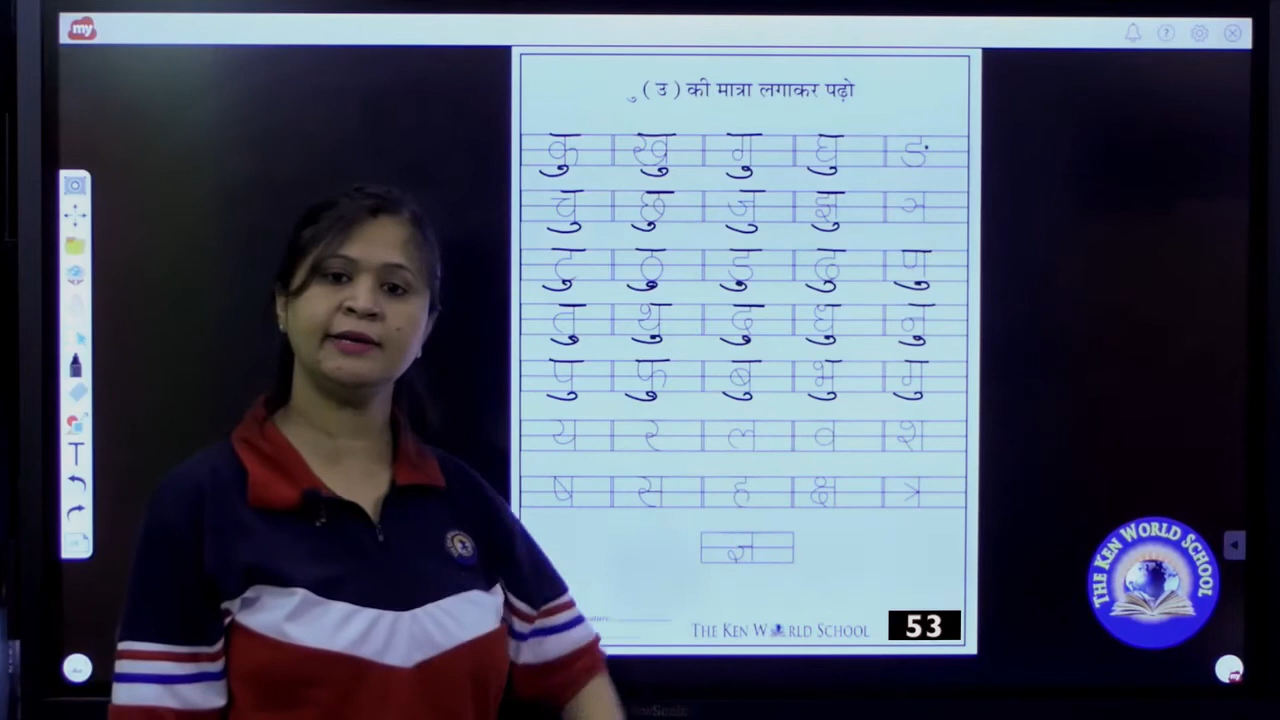 my
ु ( उ ) की मात्रा लगाकर पढ़ो
कु खु गु घु ङ
चु छु जु झु ञ
टु ठु डु ढु णु
तु थु दु धु नु
पु फु बु भु मु
य र ल व श
ष स ह क्ष त्र
ज्ञ
THE KEN WORLD SCHOOL
53
THE KEN WORLD SCHOOL